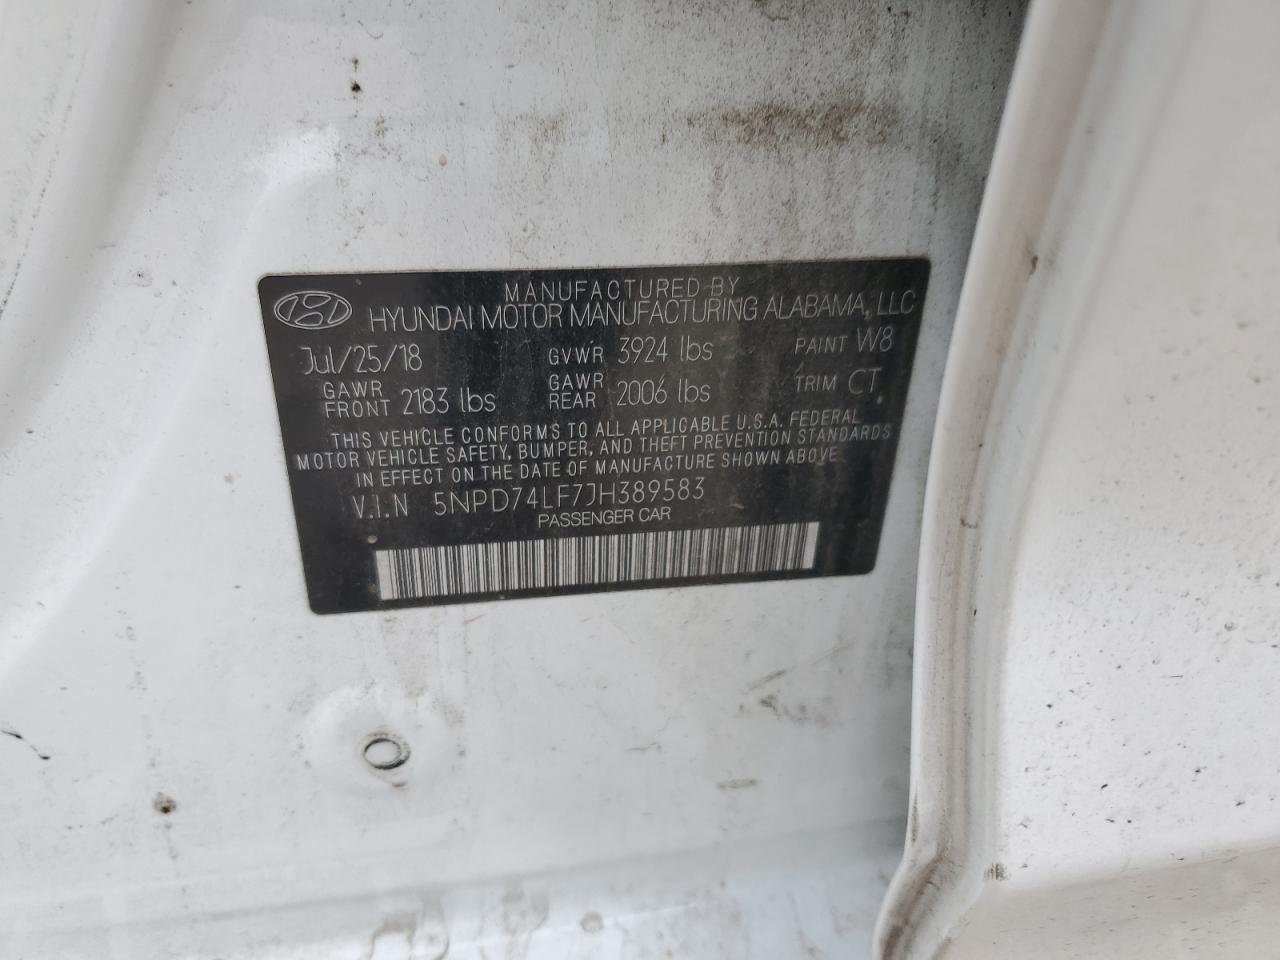 MANUFACTURED BY
HYUNDAI MOTOR MANUFACTURING ALABAMA, LLC
Jul/25/18 GVWR 3924 lbs PAINT W8
GAWR FRONT 2183 lbs GAWR REAR 2006 lbs TRIM CT
THIS VEHICLE CONFORMS TO ALL APPLICABLE U.S.A. FEDERAL
MOTOR VEHICLE SAFETY, BUMPER, AND THEFT PREVENTION STANDARDS
IN EFFECT ON THE DATE OF MANUFACTURE SHOWN ABOVE
V.I.N 5NPD74LF7JH389583
PASSENGER CAR